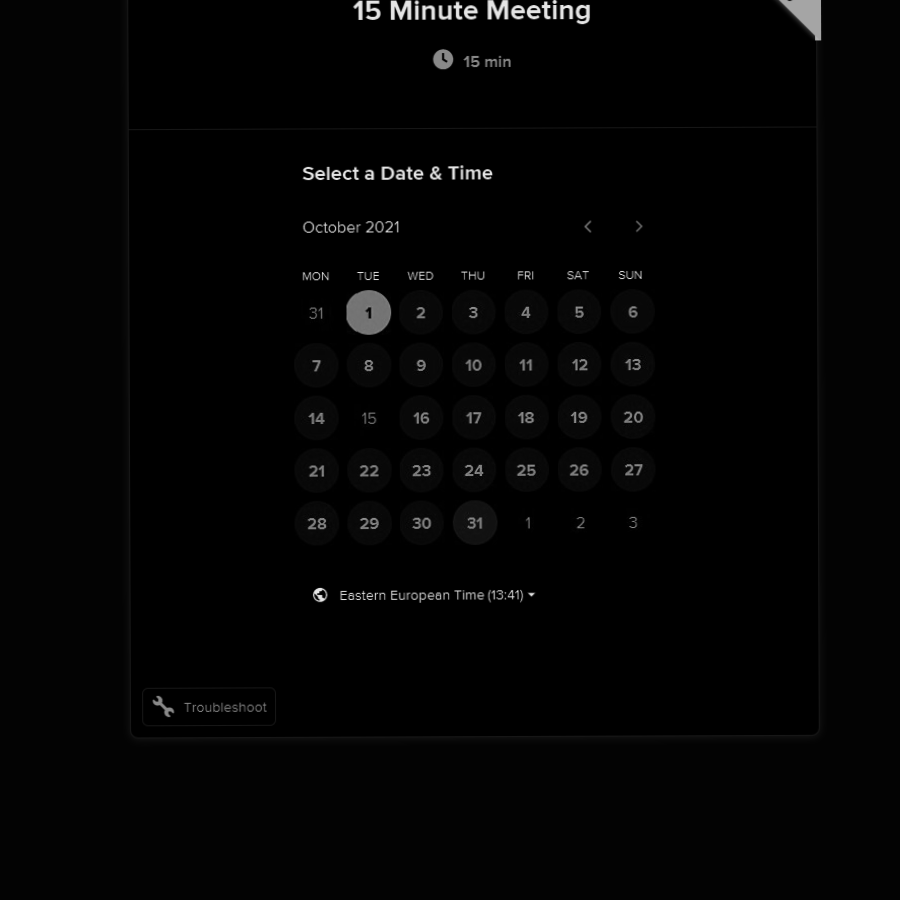 15 Minute Meeting
15 min
Select a Date & Time
October 2021
MON TUE WED THU FRI SAT SUN
31 1 2 3 4 5 6
7 8 9 10 11 12 13
14 15 16 17 18 19 20
21 22 23 24 25 26 27
28 29 30 31 1 2 3
Eastern European Time (13:41)
Troubleshoot